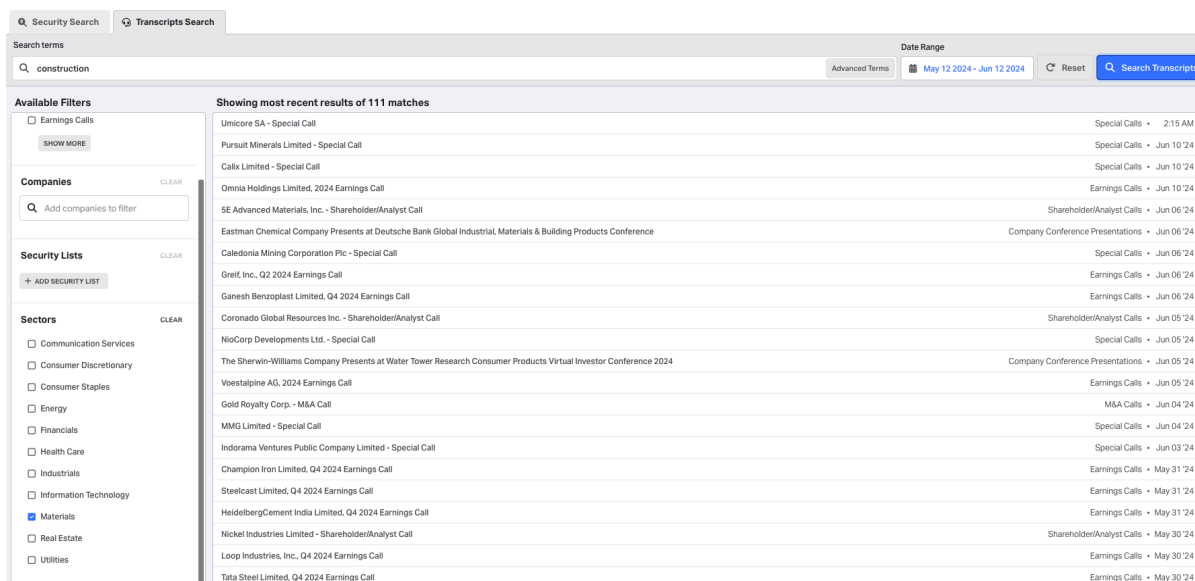 Security Search
Transcripts Search
Search terms
Date Range
construction
Advanced Terms
May 12 2024 - Jun 12 2024
Reset
Search Transcripts
Available Filters
Showing most recent results of 111 matches
Earnings Calls
SHOW MORE
Companies CLEAR
Add companies to filter
Security Lists CLEAR
+ ADD SECURITY LIST
Sectors CLEAR
Communication Services
Consumer Discretionary
Consumer Staples
Energy
Financials
Health Care
Industrials
Information Technology
Materials
Real Estate
Utilities
Umicore SA - Special Call Special Calls • 2:15 AM
Pursuit Minerals Limited - Special Call Special Calls • Jun 10 '24
Calix Limited - Special Call Special Calls • Jun 10 '24
Omnia Holdings Limited, 2024 Earnings Call Earnings Calls • Jun 10 '24
5E Advanced Materials, Inc. - Shareholder/Analyst Call Shareholder/Analyst Calls • Jun 06 '24
Eastman Chemical Company Presents at Deutsche Bank Global Industrial, Materials & Building Products Conference Company Conference Presentations • Jun 06 '24
Caledonia Mining Corporation Plc - Special Call Special Calls • Jun 06 '24
Greif, Inc., Q2 2024 Earnings Call Earnings Calls • Jun 06 '24
Ganesh Benzoplast Limited, Q4 2024 Earnings Call Earnings Calls • Jun 06 '24
Coronado Global Resources Inc. - Shareholder/Analyst Call Shareholder/Analyst Calls • Jun 05 '24
NioCorp Developments Ltd. - Special Call Special Calls • Jun 05 '24
The Sherwin-Williams Company Presents at Water Tower Research Consumer Products Virtual Investor Conference 2024 Company Conference Presentations • Jun 05 '24
Voestalpine AG, 2024 Earnings Call Earnings Calls • Jun 05 '24
Gold Royalty Corp. - M&A Call M&A Calls • Jun 04 '24
MMG Limited - Special Call Special Calls • Jun 04 '24
Indorama Ventures Public Company Limited - Special Call Special Calls • Jun 03 '24
Champion Iron Limited, Q4 2024 Earnings Call Earnings Calls • May 31 '24
Steelcast Limited, Q4 2024 Earnings Call Earnings Calls • May 31 '24
HeidelbergCement India Limited, Q4 2024 Earnings Call Earnings Calls • May 31 '24
Nickel Industries Limited - Shareholder/Analyst Call Shareholder/Analyst Calls • May 30 '24
Loop Industries, Inc., Q4 2024 Earnings Call Earnings Calls • May 30 '24
Tata Steel Limited, Q4 2024 Earnings Call Earnings Calls • May 30 '24